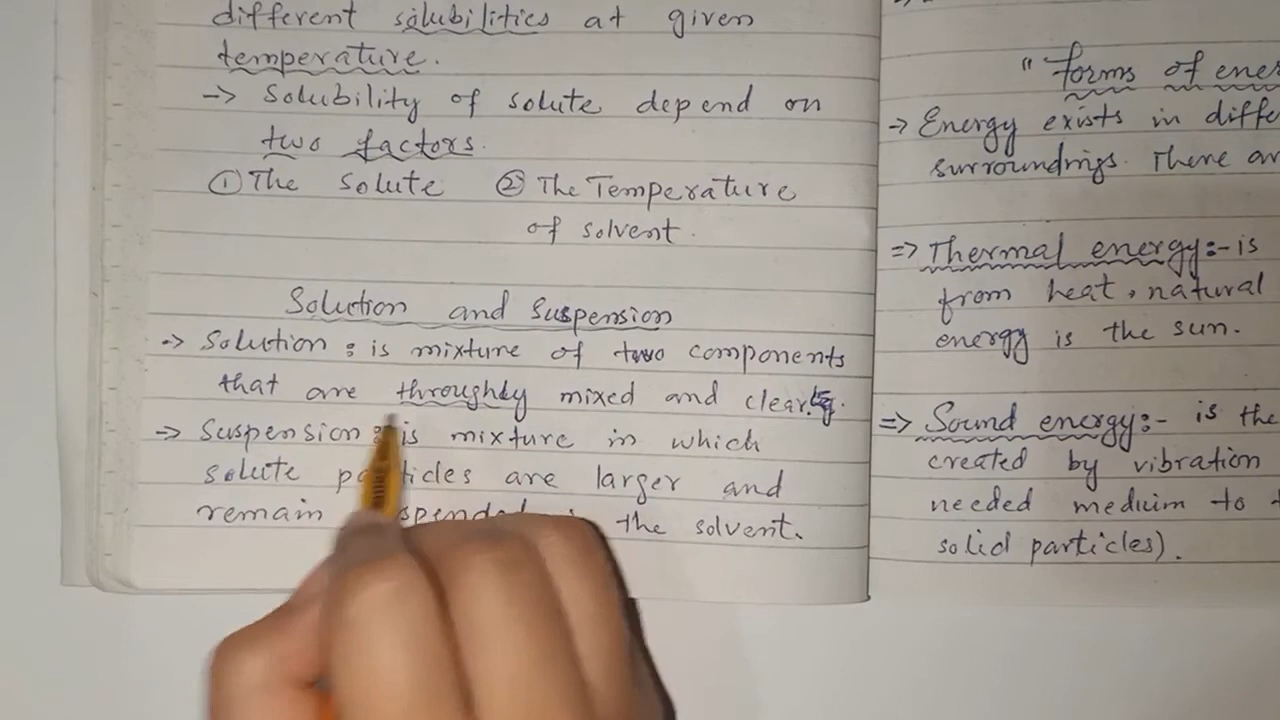 different solubilities at given
temperature.
-> Solubility of solute depend on
two factors.
① The Solute ② The Temperature
of solvent.
Solution and Suspension
-> Solution : is mixture of two components
that are throughly mixed and clear.
=> Suspension : is mixture in which
solute particles are larger and
remain in the solvent.
" forms of ener
-> Energy exists in diffe
surroundings. There ar
=> Thermal energy:- is
from heat, natural
energy is the sun.
=> Sound energy:- is the
created by vibration
needed medium to
solid particles).